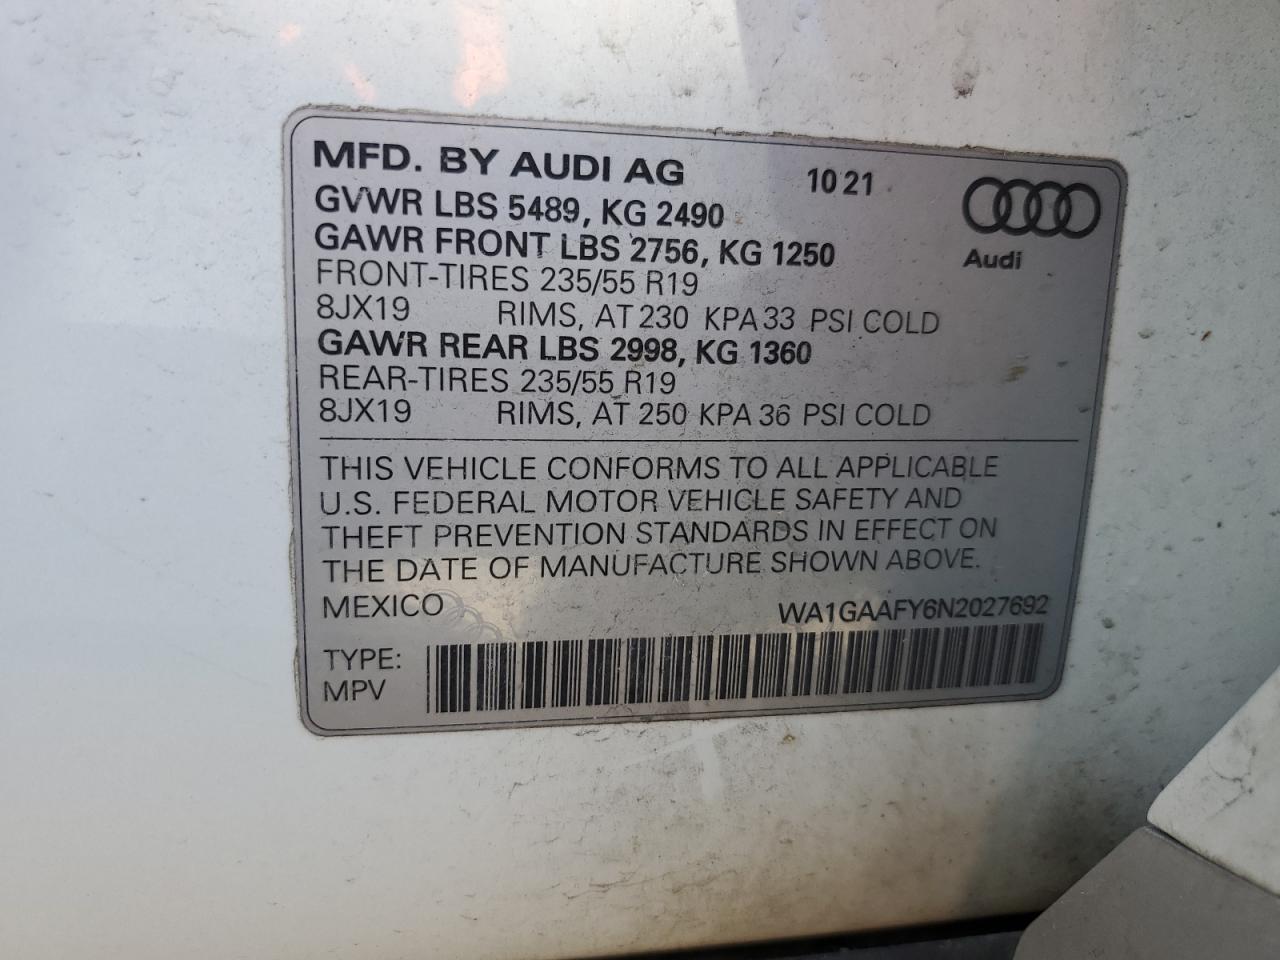 MFD. BY AUDI AG 10 21
GVWR LBS 5489, KG 2490
GAWR FRONT LBS 2756, KG 1250
Audi
FRONT-TIRES 235/55 R19
8JX19 RIMS, AT 230 KPA 33 PSI COLD
GAWR REAR LBS 2998, KG 1360
REAR-TIRES 235/55 R19
8JX19 RIMS, AT 250 KPA 36 PSI COLD
THIS VEHICLE CONFORMS TO ALL APPLICABLE
U.S. FEDERAL MOTOR VEHICLE SAFETY AND
THEFT PREVENTION STANDARDS IN EFFECT ON
THE DATE OF MANUFACTURE SHOWN ABOVE.
MEXICO WA1GAAFY6N2027692
TYPE:
MPV